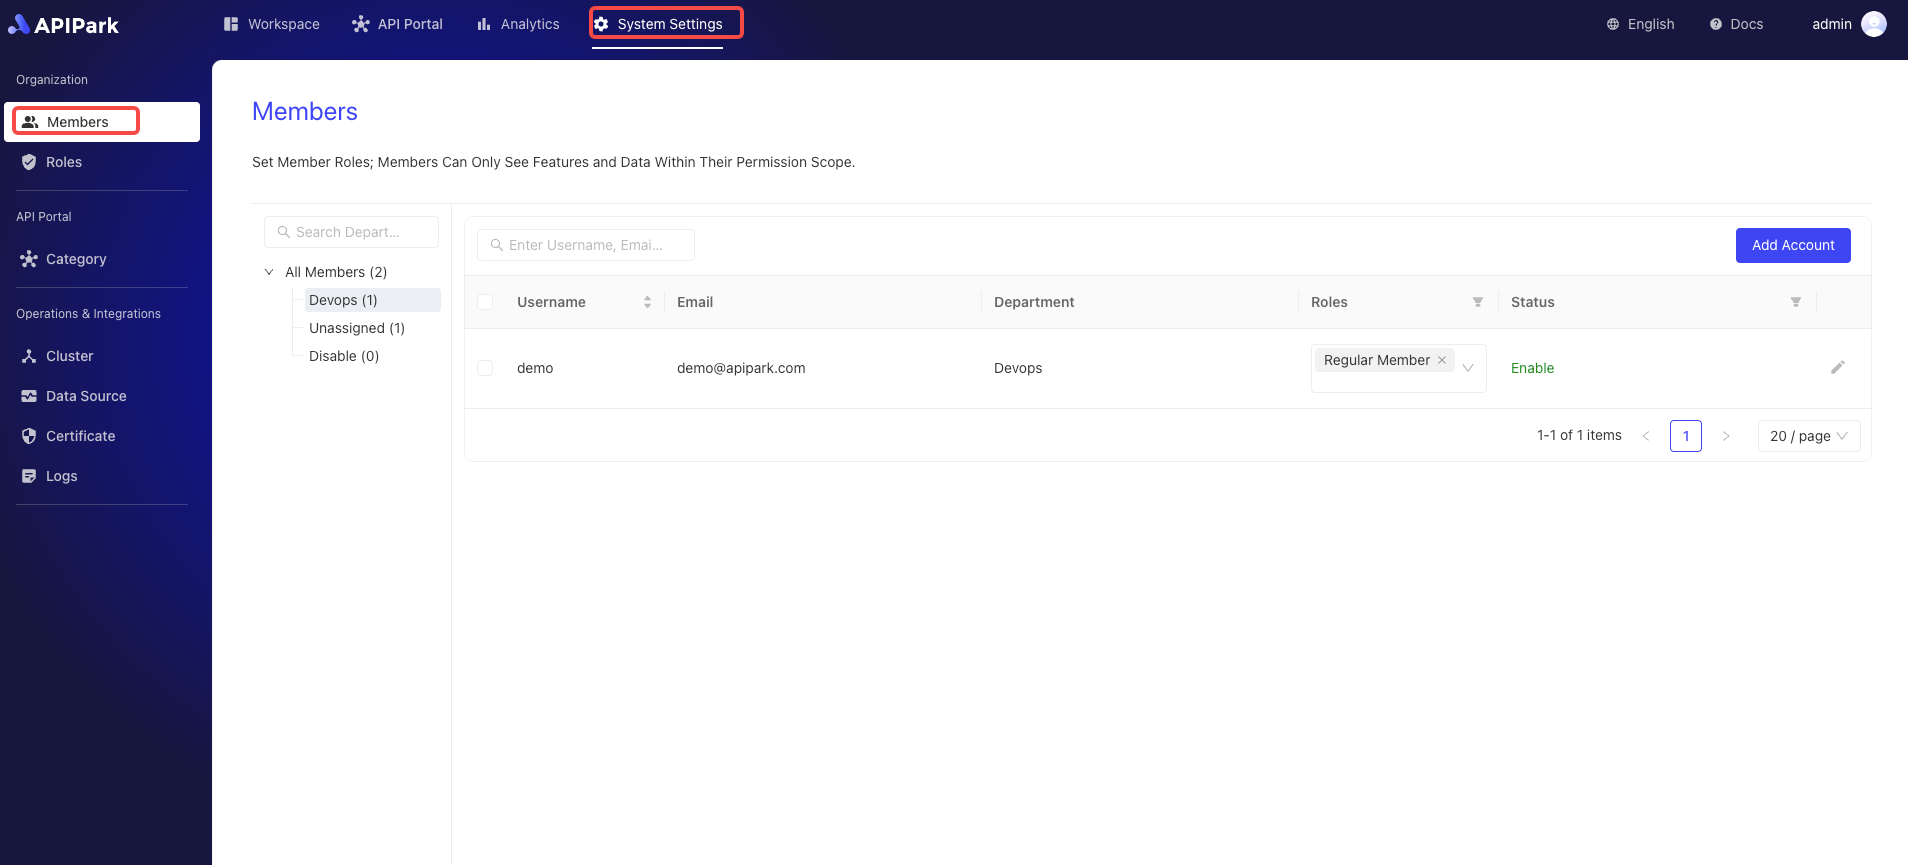 APIPark
Workspace
API Portal
Analytics
System Settings
English
Docs
admin
Organization
Members
Roles
API Portal
Category
Operations & Integrations
Cluster
Data Source
Certificate
Logs
Members
Set Member Roles; Members Can Only See Features and Data Within Their Permission Scope.
Search Depart...
All Members (2)
Devops (1)
Unassigned (1)
Disable (0)
Enter Username, Emai...
Add Account
Username Email Department Roles Status
demo demo@apipark.com Devops Regular Member Enable
1-1 of 1 items 1 20 / page